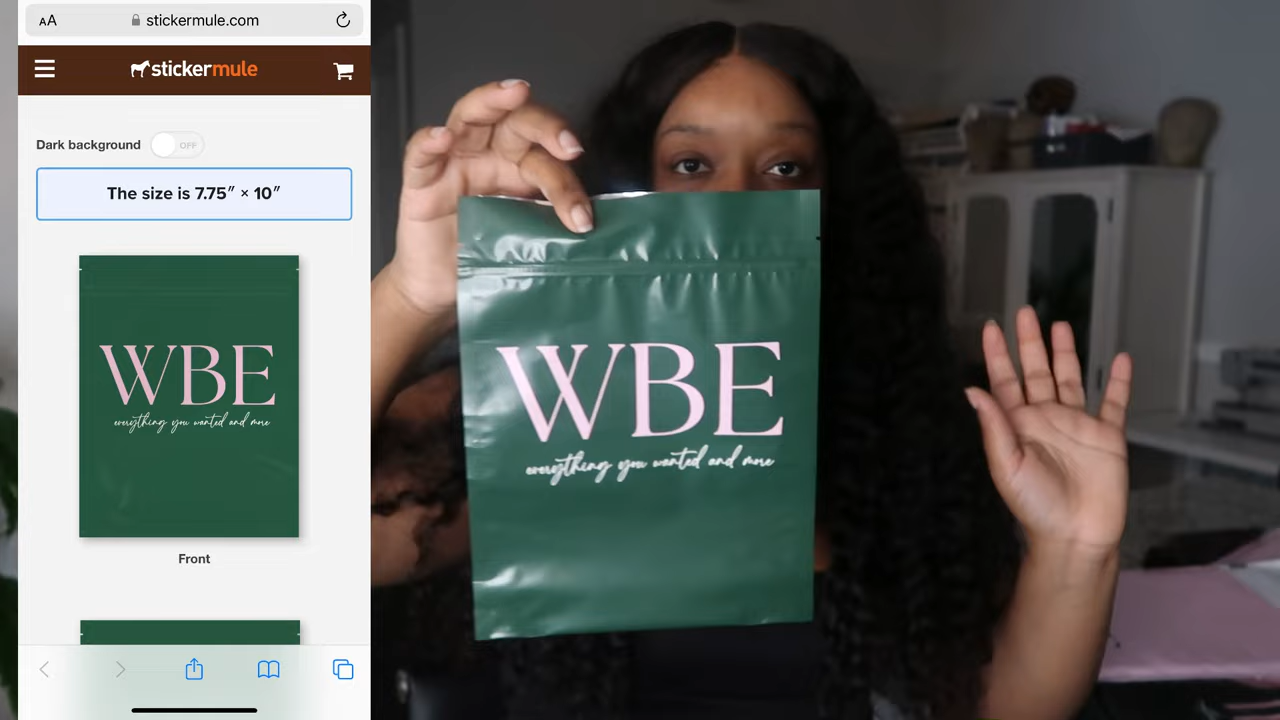 AA
stickermule.com
stickermule
Dark background
OFF
The size is 7.75″ × 10″
WBE
everything you wanted and more
Front
WBE
everything you wanted and more